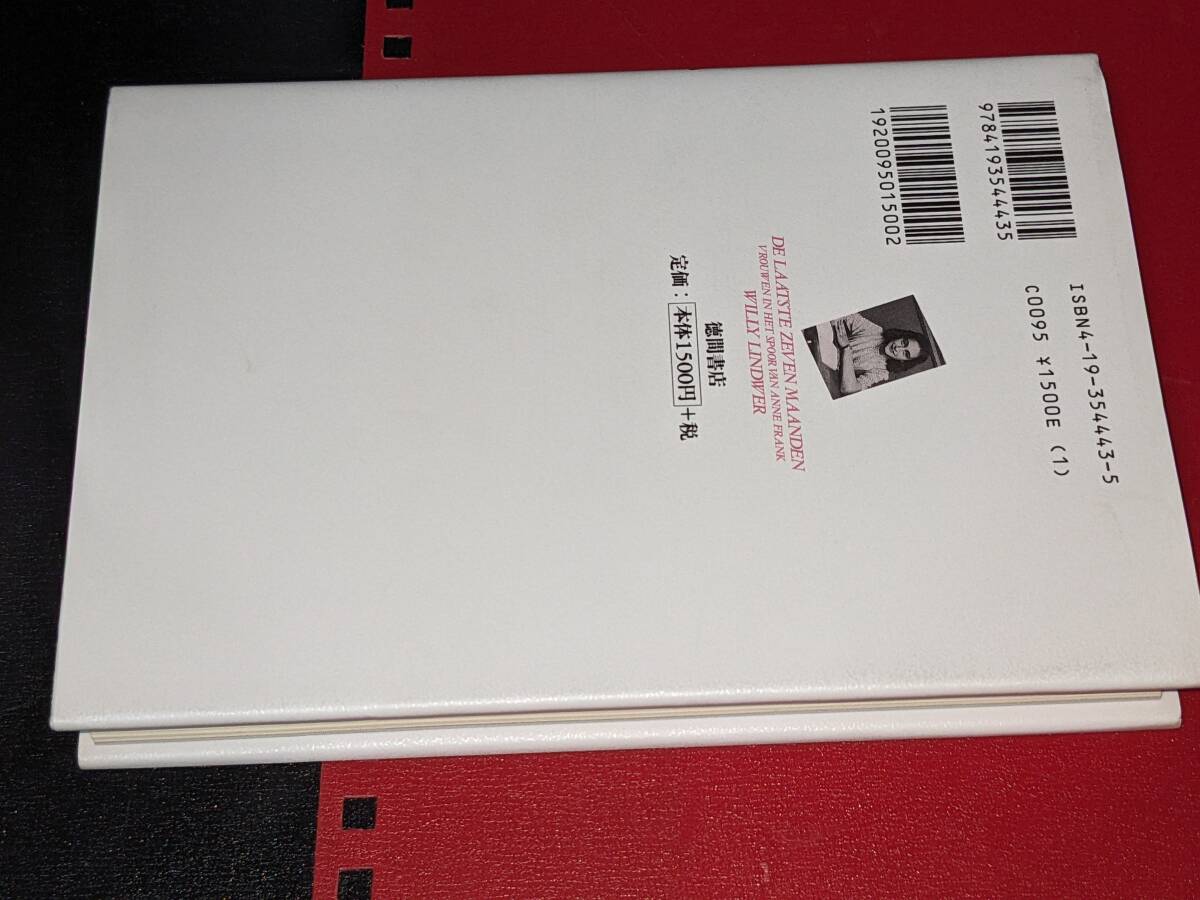 9784193544435
1920095015002
ISBN4-19-354443-5
C0095 ¥1500E (1)
DE LAATSTE ZEVEN MAANDEN
VROUWEN IN HET SPOOR VAN ANNE FRANK
WILLY LINDWER
徳間書店
定価：本体1500円＋税